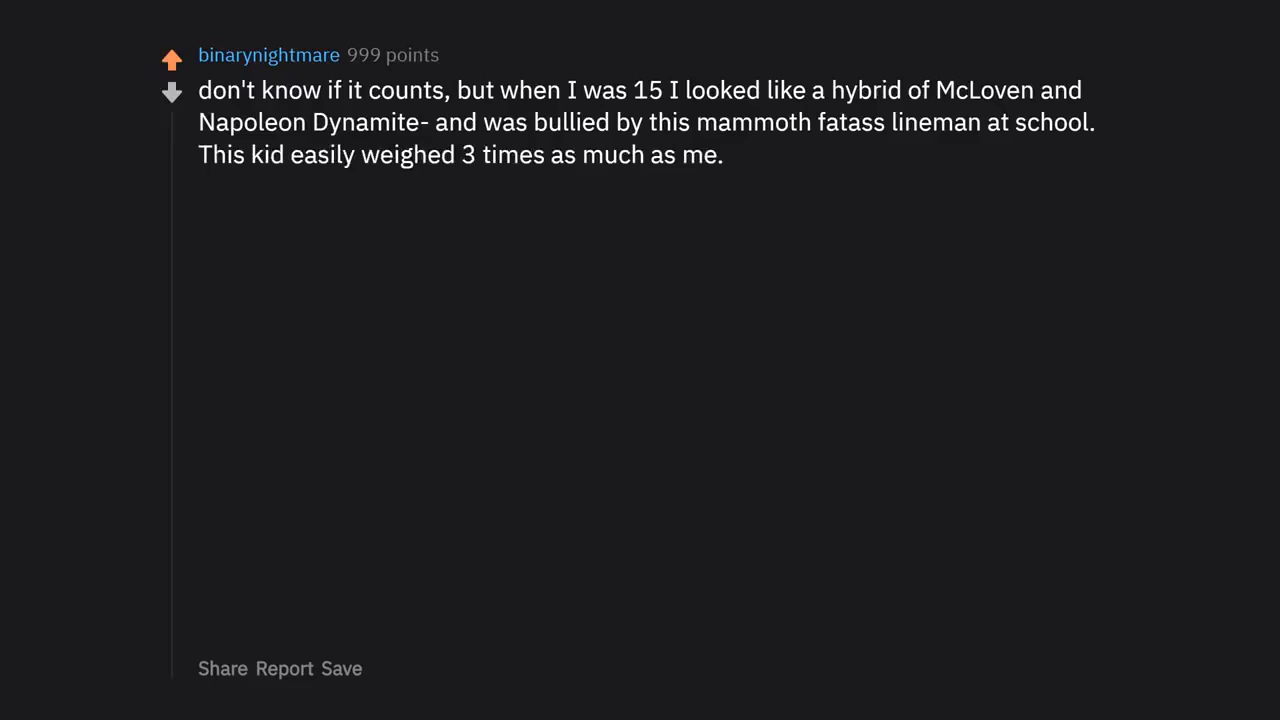 binarynightmare 999 points
don't know if it counts, but when I was 15 I looked like a hybrid of McLoven and
Napoleon Dynamite- and was bullied by this mammoth fatass lineman at school.
This kid easily weighed 3 times as much as me.
Share Report Save